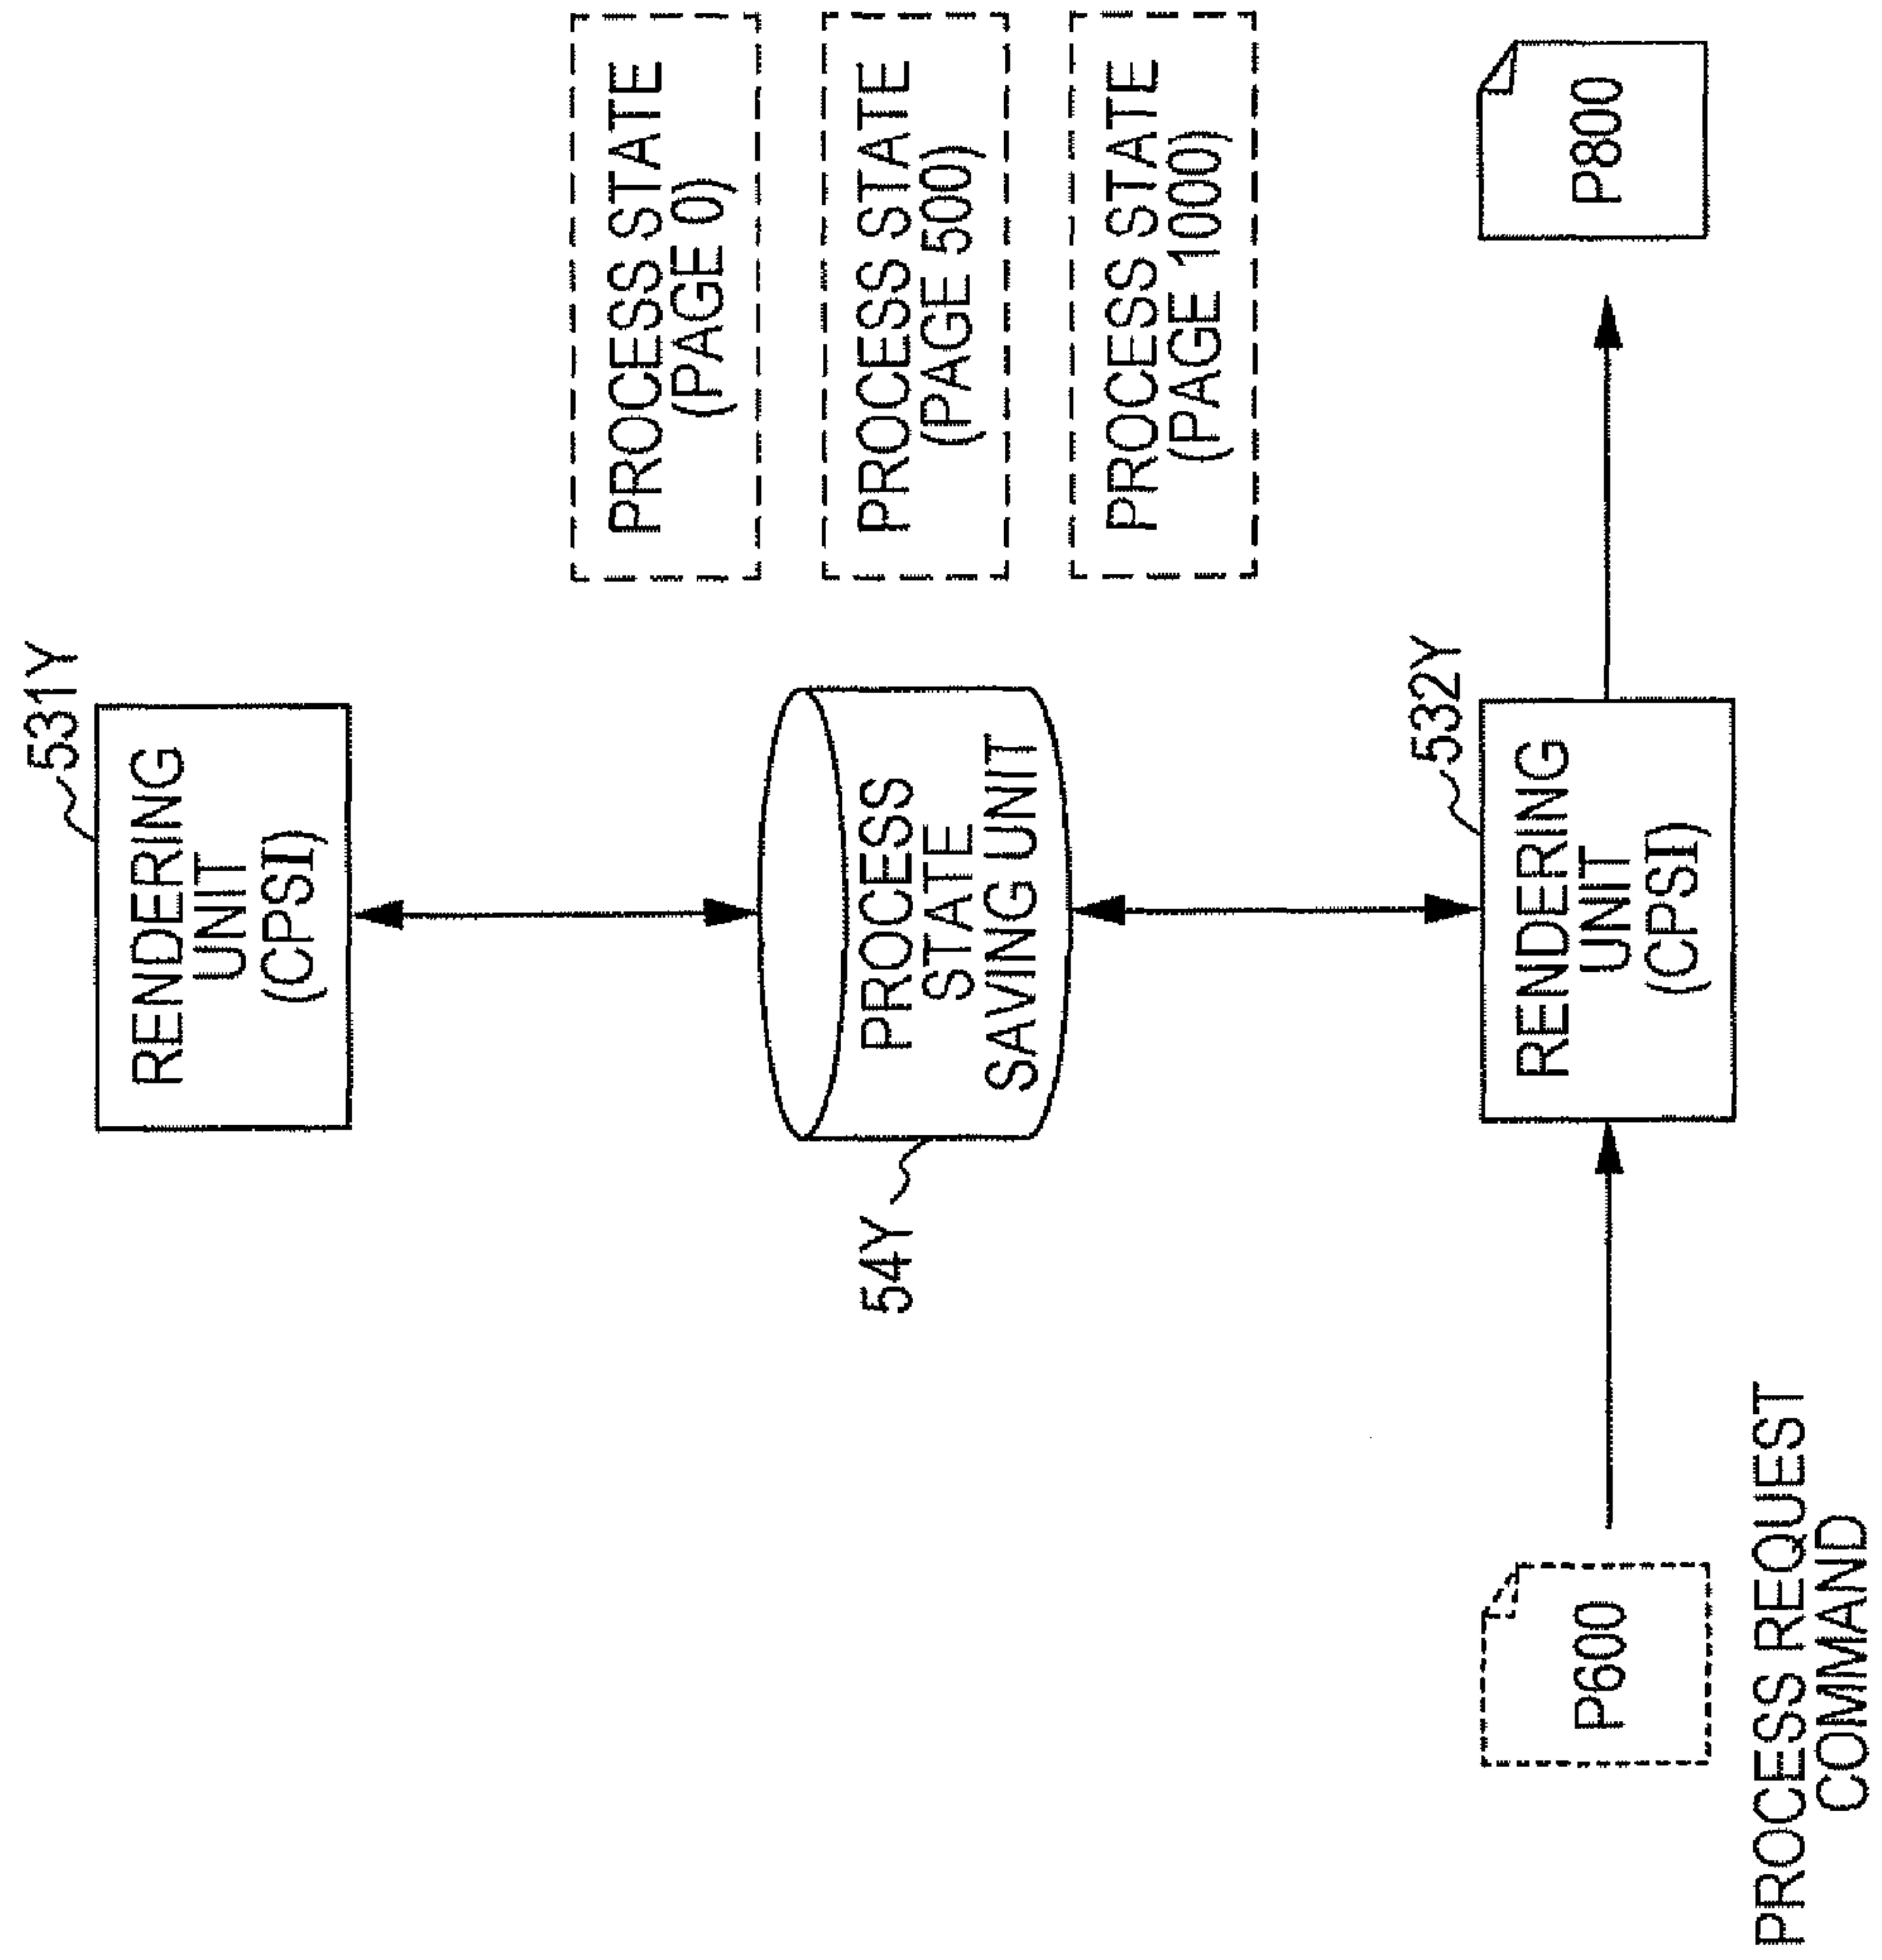 531Y
RENDERING
UNIT
(CPSI)
54Y
PROCESS
STATE
SAVING UNIT
PROCESS STATE
(PAGE 0)
PROCESS STATE
(PAGE 500)
PROCESS STATE
(PAGE 1000)
532Y
RENDERING
UNIT
(CPSI)
P600
PROCESS REQUEST
COMMAND
P800